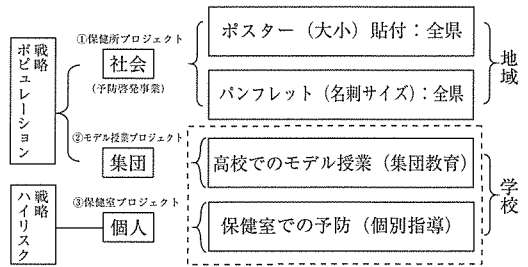 ポピュレーション
戦略
①保健所プロジェクト
社会
(予防啓発事業)
ポスター（大小）貼付：全県
パンフレット（名刺サイズ）：全県
地域
②モデル授業プロジェクト
集団
高校でのモデル授業（集団教育）
ハイリスク
戦略
③保健室プロジェクト
個人
保健室での予防（個別指導）
学校